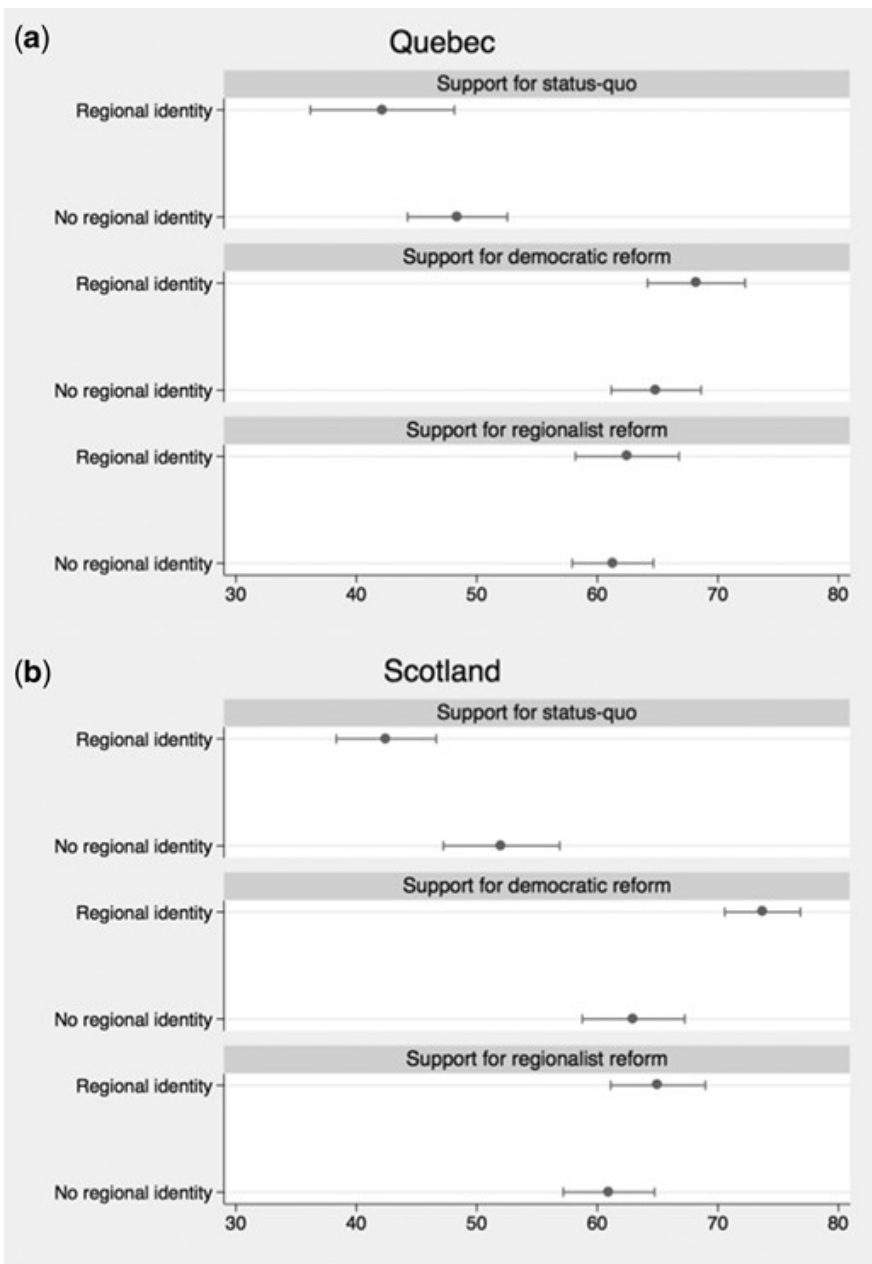 (a)
Quebec
Support for status-quo
Regional identity
No regional identity
Support for democratic reform
Regional identity
No regional identity
Support for regionalist reform
Regional identity
No regional identity
30 40 50 60 70 80
(b)
Scotland
Support for status-quo
Regional identity
No regional identity
Support for democratic reform
Regional identity
No regional identity
Support for regionalist reform
Regional identity
No regional identity
30 40 50 60 70 80